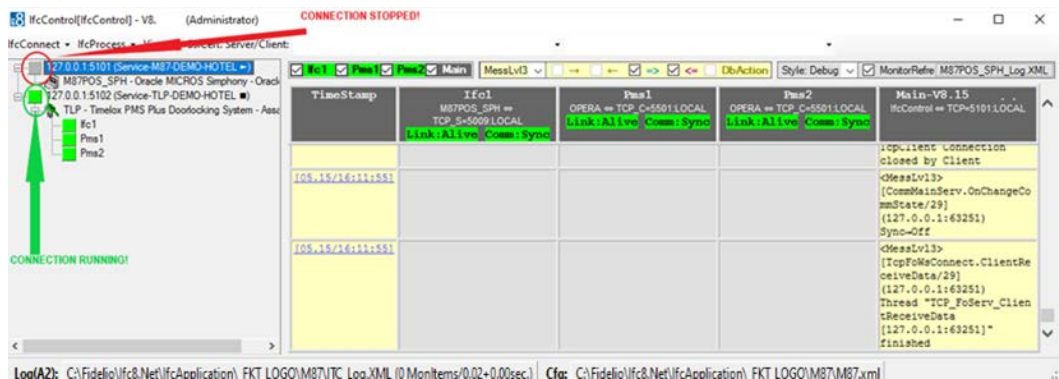 IfcControl[IfcControl] - V8. (Administrator)
CONNECTION STOPPED!
IfcConnect IfcProcess Server/Client:
127.0.0.1:5101 (Service-M87-DEMO-HOTEL ►)
M87POS_SPH - Oracle MICROS Simphony - Oracl
127.0.0.1:5102 (Service-TLP-DEMO-HOTEL ■)
TLP - Timelox PMS Plus Doorlocking System - Assa
Ifc1
Pms1
Pms2
CONNECTION RUNNING!
Ifc1 Pms1 Pms2 Main MessLvl3 → ← => <= DbAction Style: Debug MonitorRefre M87POS_SPH_Log XML
TimeStamp Ifc1 Pms1 Pms2 Main-V8.15
M87POS_SPH ⇔ OPERA ⇔ TCP_C=5501:LOCAL OPERA ⇔ TCP_C=5501:LOCAL IfcControl ⇔ TCP=5101:LOCAL
TCP_S=5009:LOCAL
Link:Alive Comm:Sync Link:Alive Comm:Sync Link:Alive Comm:Sync
TcpClient Connection
closed by Client
[05.15/16:11:55] <MessLvl3>
[CommMainServ.OnChangeCo
mmState/29]
(127.0.0.1:63251)
Sync→Off
[05.15/16:11:55] <MessLvl3>
[TcpFoWsConnect.ClientRe
ceiveData/29]
(127.0.0.1:63251)
Thread "TCP_FoServ_Clien
tReceiveData
[127.0.0.1:63251]"
finished
Log(A2): C:\Fidelio\Ifc8.Net\IfcApplication\_FKT_LOGO\M87\ITC_Log.XML (0 MonItems/0.02+0.00sec.) Cfg: C:\Fidelio\Ifc8.Net\IfcApplication\_FKT_LOGO\M87\M87.xml